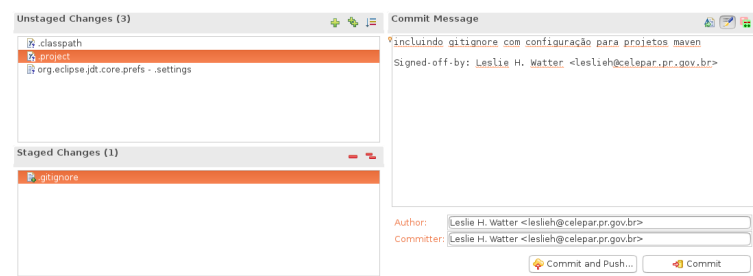 Unstaged Changes (3)
.classpath
.project
org.eclipse.jdt.core.prefs - .settings
Staged Changes (1)
.gitignore
Commit Message
incluindo gitignore com configuração para projetos maven
Signed-off-by: Leslie H. Watter <leslieh@celepar.pr.gov.br>
Author: Leslie H. Watter <leslieh@celepar.pr.gov.br>
Committer: Leslie H. Watter <leslieh@celepar.pr.gov.br>
Commit and Push...
Commit